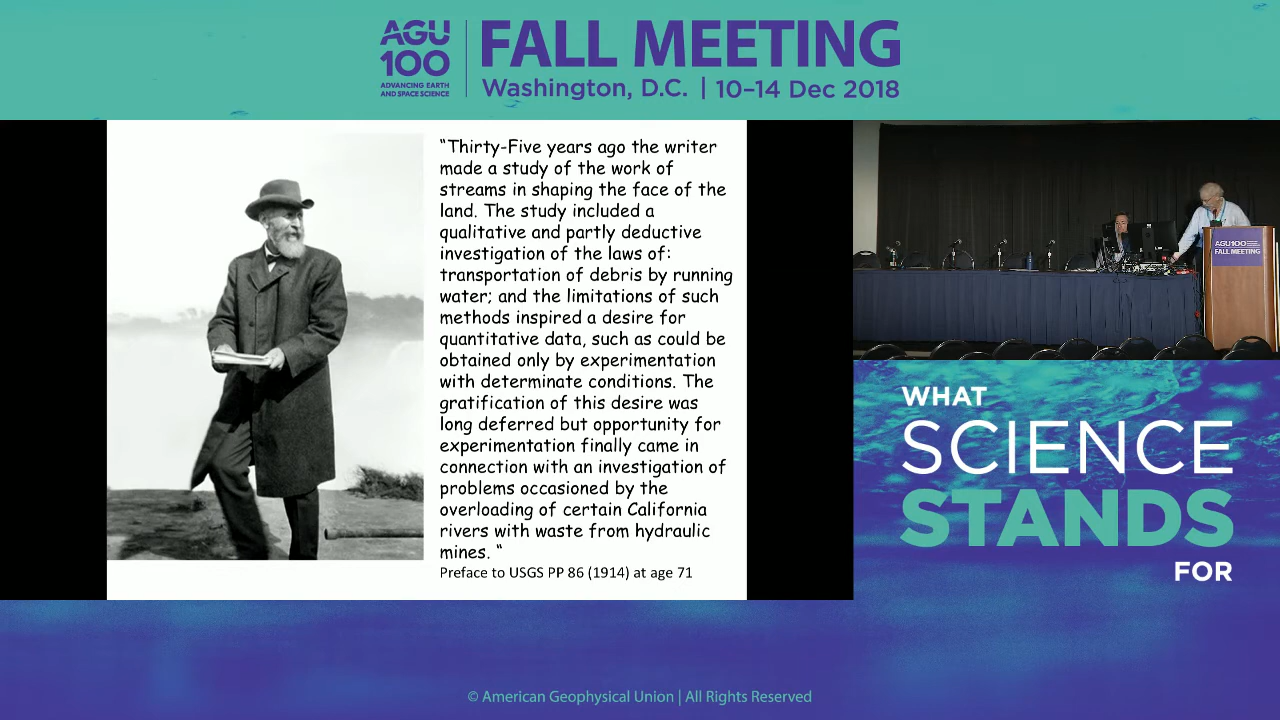 AGU
100
ADVANCING EARTH
AND SPACE SCIENCE
FALL MEETING
Washington, D.C. | 10–14 Dec 2018
“Thirty-Five years ago the writer
made a study of the work of
streams in shaping the face of the
land. The study included a
qualitative and partly deductive
investigation of the laws of:
transportation of debris by running
water; and the limitations of such
methods inspired a desire for
quantitative data, such as could be
obtained only by experimentation
with determinate conditions. The
gratification of this desire was
long deferred but opportunity for
experimentation finally came in
connection with an investigation of
problems occasioned by the
overloading of certain California
rivers with waste from hydraulic
mines. “
Preface to USGS PP 86 (1914) at age 71
AGU100
FALL MEETING
WHAT
SCIENCE
STANDS
FOR
© American Geophysical Union | All Rights Reserved